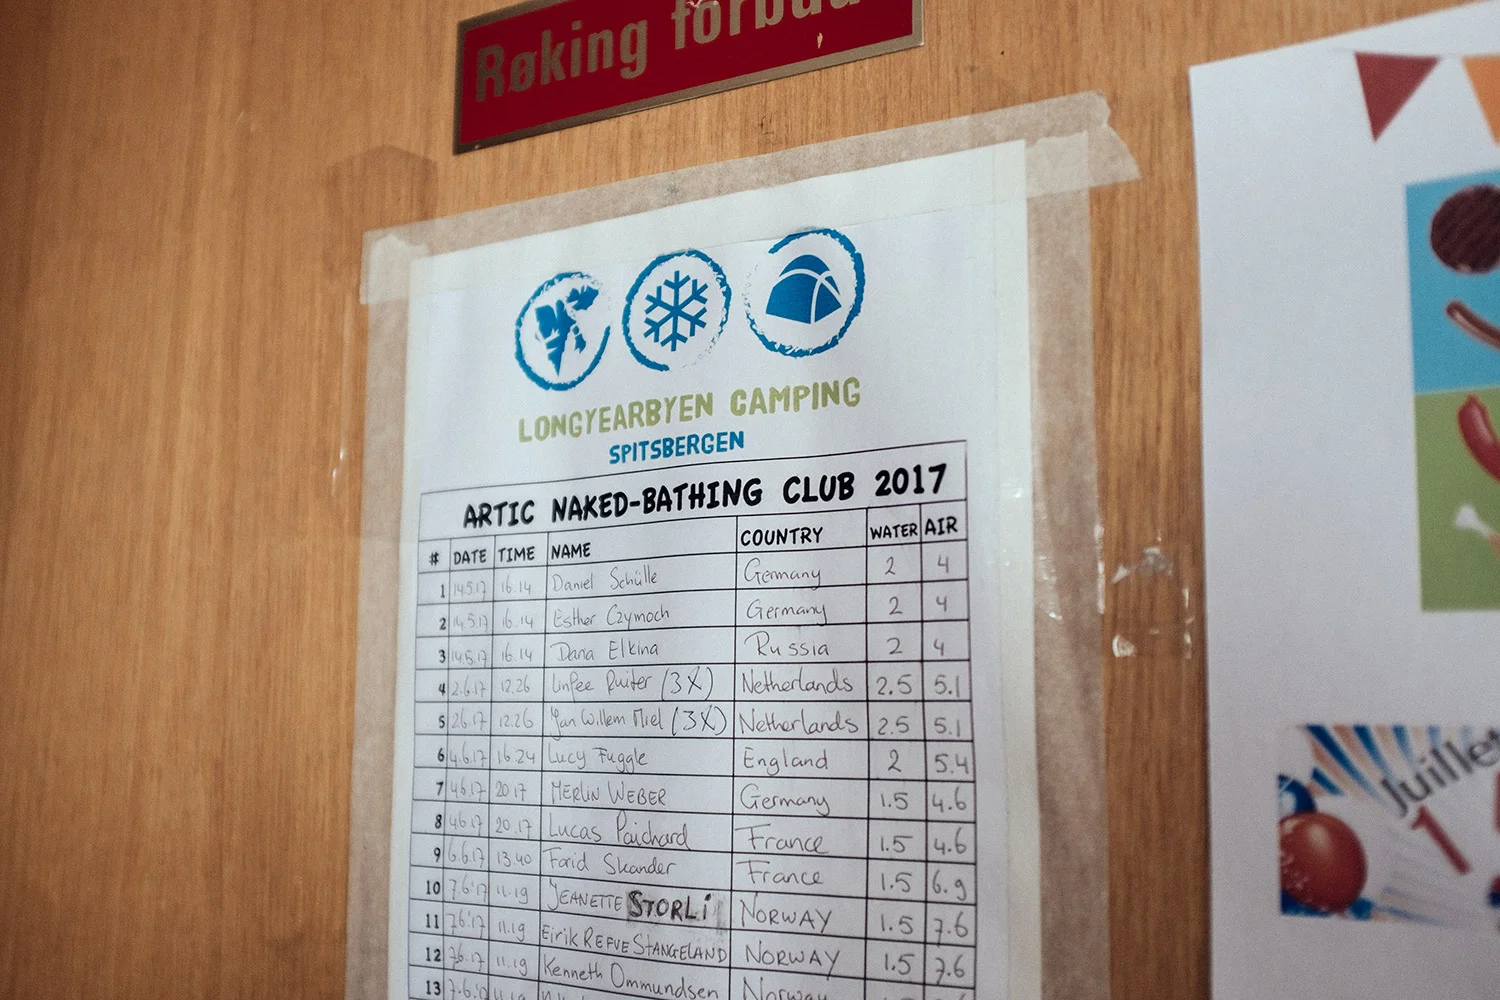 Røking forbudt
LONGYEARBYEN CAMPING
SPITSBERGEN
ARTIC NAKED-BATHING CLUB 2017
# DATE TIME NAME COUNTRY WATER AIR
1 14.5.17 16.14 Daniel Schülle Germany 2 4
2 14.5.17 16.14 Esther Czymoch Germany 2 4
3 14.5.17 16.14 Dana Elkina Russia 2 4
4 2.6.17 12.26 Ruiter (3X) Netherlands 2.5 5.1
5 2.6.17 12.26 Jan Willem Miel (3X) Netherlands 2.5 5.1
6 4.6.17 16.24 Lucy Fuggle England 2 5.4
7 4.6.17 20.17 MERLIN WEBER Germany 1.5 4.6
8 4.6.17 20.17 Lucas Paichard France 1.5 4.6
9 6.6.17 13.40 Farid Skander France 1.5 6.9
10 7.6.17 11.19 JEANETTE STORLi NORWAY 1.5 7.6
11 7.6.17 11.19 Eirik REFVE STANGELAND NORWAY 1.5 7.6
12 7.6.17 11.19 Kenneth Ommundsen Norway
13 7.6.17
Juillet
1